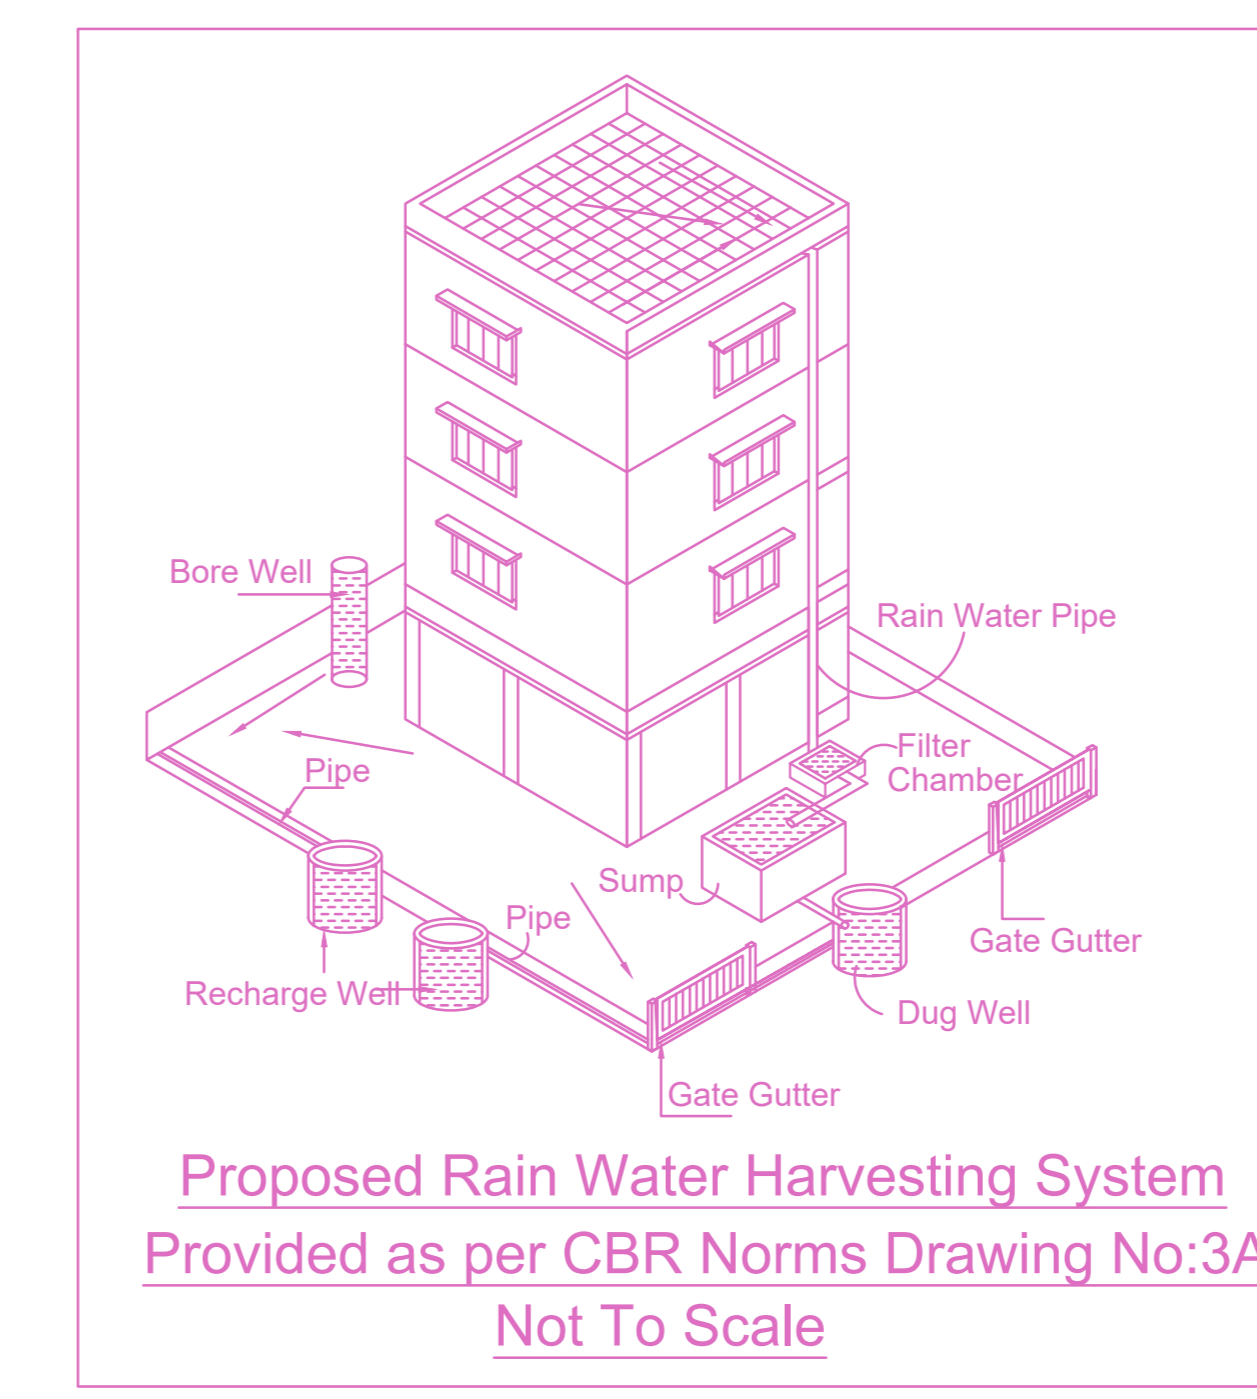 Bore Well
Rain Water Pipe
Filter
Chamber
Pipe
Sump
Pipe
Gate Gutter
Recharge Well
Dug Well
Gate Gutter
Proposed Rain Water Harvesting System
Provided as per CBR Norms Drawing No:3A
Not To Scale